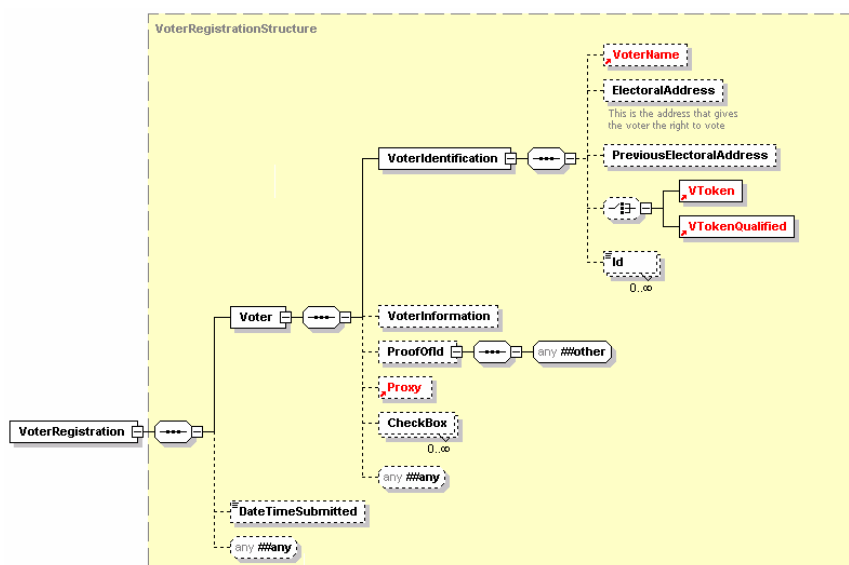 VoterRegistrationStructure
VoterName
ElectoralAddress
This is the address that gives
the voter the right to vote
VoterIdentification
PreviousElectoralAddress
VToken
VTokenQualified
Id
0..∞
Voter
VoterInformation
ProofOfId
any ##other
Proxy
VoterRegistration
CheckBox
0..∞
any ##any
DateTimeSubmitted
any ##any